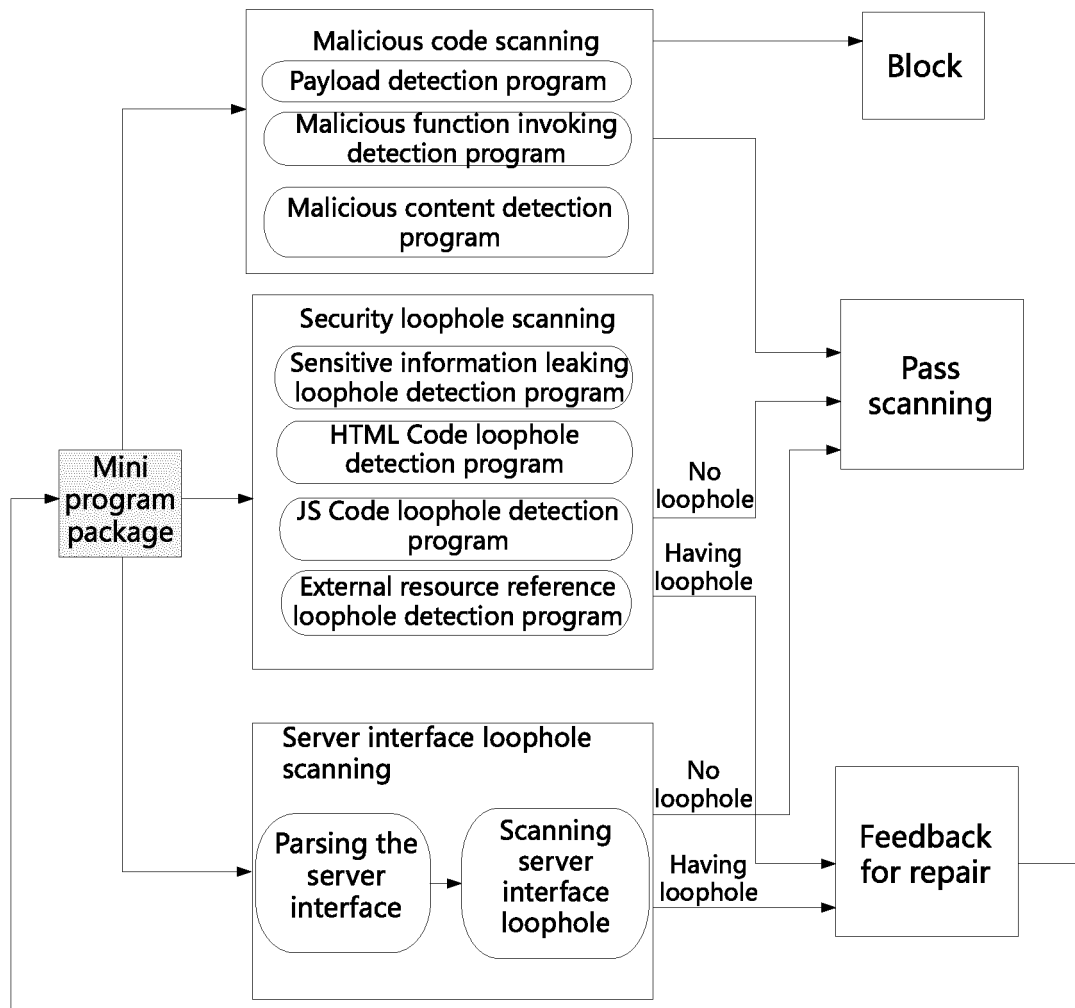 Malicious code scanning
Payload detection program
Malicious function invoking
detection program
Malicious content detection
program
Block
Security loophole scanning
Sensitive information leaking
loophole detection program
HTML Code loophole
detection program
JS Code loophole detection
program
External resource reference
loophole detection program
Pass
scanning
Mini
program
package
No
loophole
Having
loophole
Server interface loophole
scanning
Parsing the
server
interface
Scanning
server
interface
loophole
No
loophole
Having
loophole
Feedback
for repair